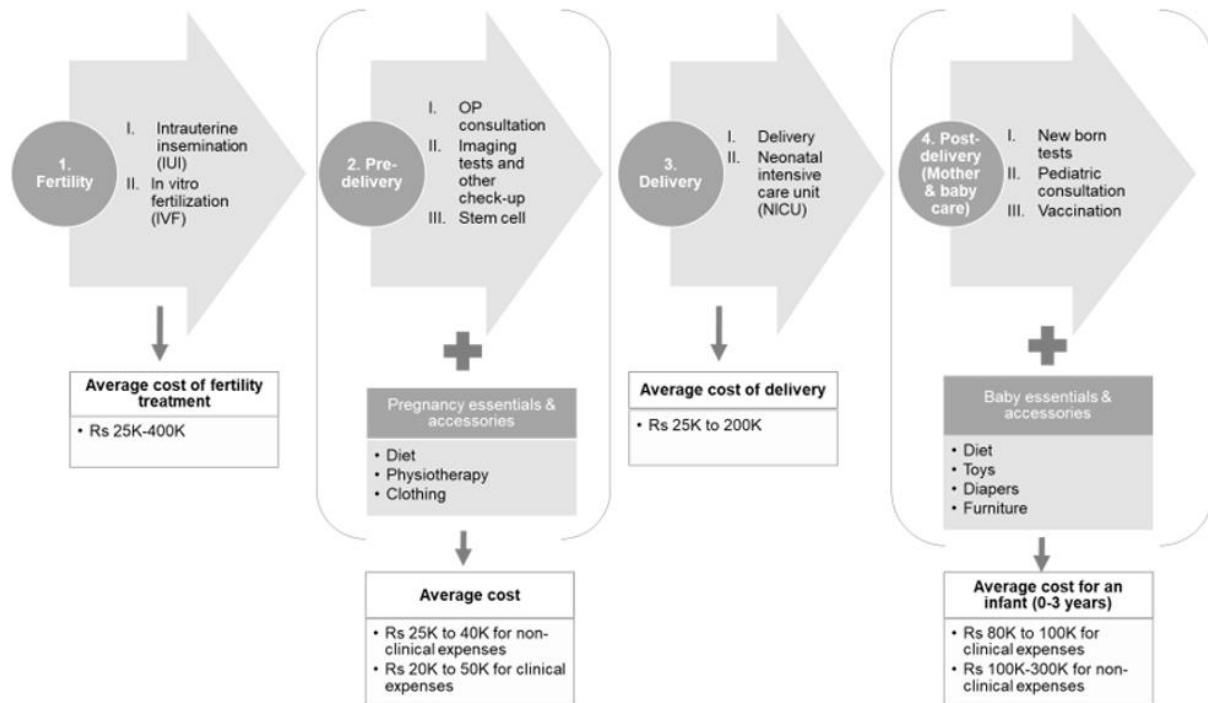 1.
Fertility
I. Intrauterine
insemination
(IUI)
II. In vitro
fertilization
(IVF)
Average cost of fertility
treatment
• Rs 25K-400K
2. Pre-
delivery
I. OP
consultation
II. Imaging
tests and
other
check-up
III. Stem cell
Pregnancy essentials &
accessories
• Diet
• Physiotherapy
• Clothing
Average cost
• Rs 25K to 40K for non-
clinical expenses
• Rs 20K to 50K for clinical
expenses
3.
Delivery
I. Delivery
II. Neonatal
intensive
care unit
(NICU)
Average cost of delivery
• Rs 25K to 200K
4. Post-
delivery
(Mother
& baby
care)
I. New born
tests
II. Pediatric
consultation
III. Vaccination
Baby essentials &
accessories
• Diet
• Toys
• Diapers
• Furniture
Average cost for an
infant (0-3 years)
• Rs 80K to 100K for
clinical expenses
• Rs 100K-300K for non-
clinical expenses